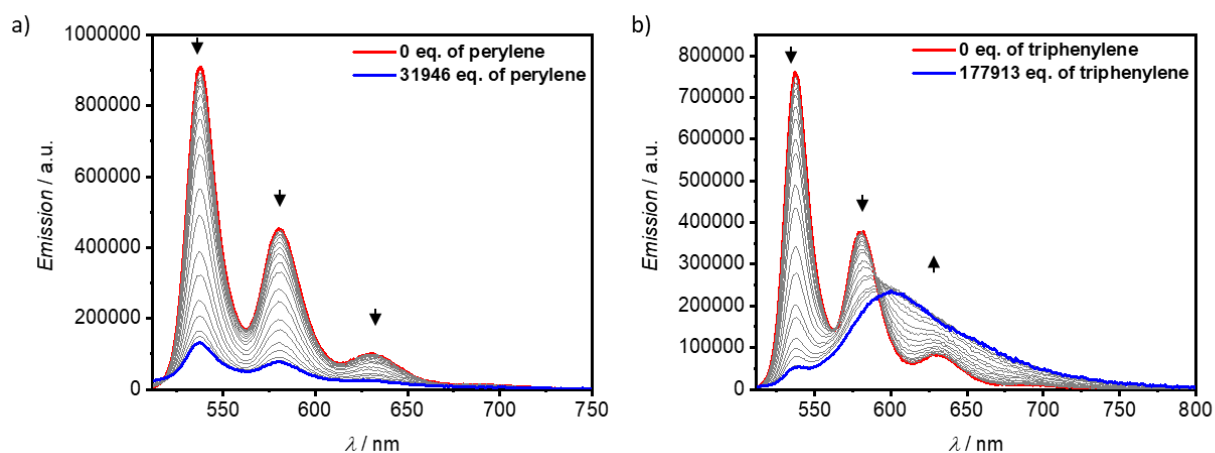 a)
1000000
800000
600000
400000
200000
0
Emission / a.u.
550
600
650
700
750
λ / nm
0 eq. of perylene
31946 eq. of perylene
b)
800000
700000
600000
500000
400000
300000
200000
100000
0
Emission / a.u.
550
600
650
700
750
800
λ / nm
0 eq. of triphenylene
177913 eq. of triphenylene